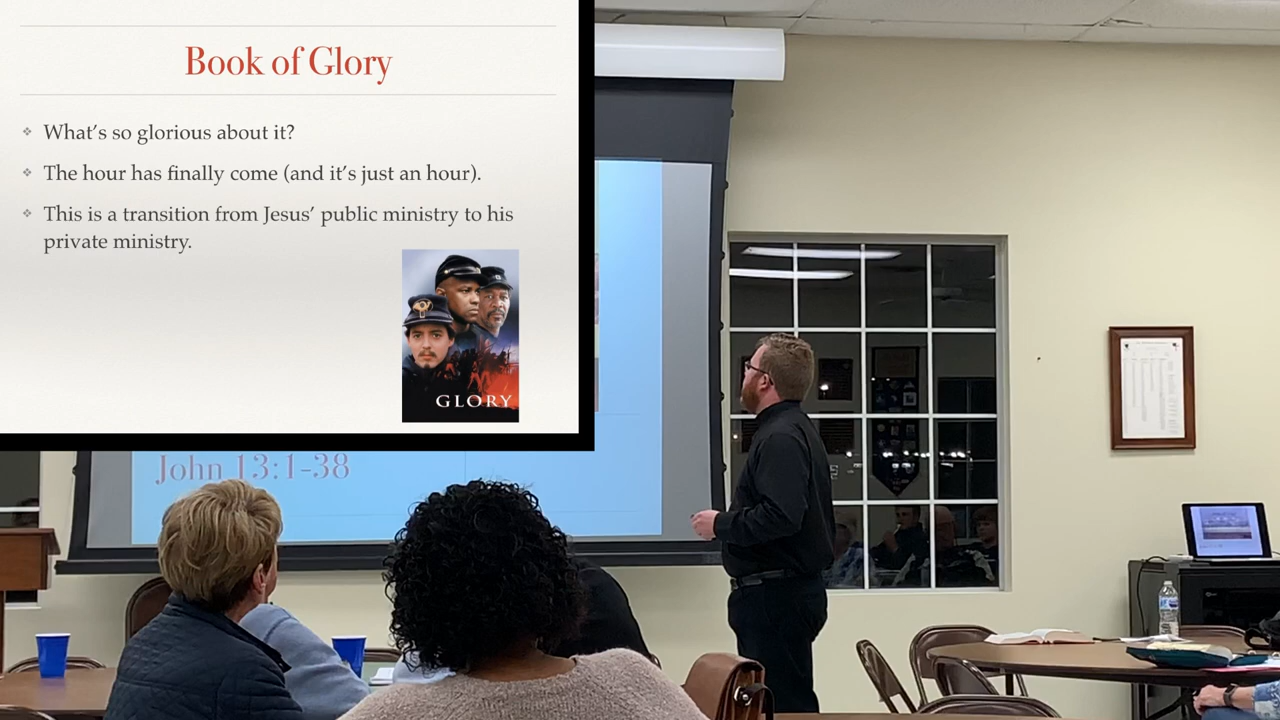 Book of Glory
What's so glorious about it?
The hour has finally come (and it's just an hour).
This is a transition from Jesus' public ministry to his
private ministry.
GLORY
John 13:1-38